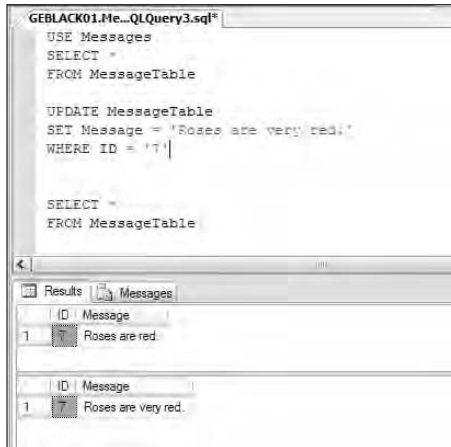 GEBLACK01.Me...QLQuery3.sql*
USE Messages
SELECT *
FROM MessageTable
UPDATE MessageTable
SET Message = 'Roses are very red.'
WHERE ID = '7'
SELECT *
FROM MessageTable
Results Messages
ID Message
1 7 Roses are red.
ID Message
1 7 Roses are very red.